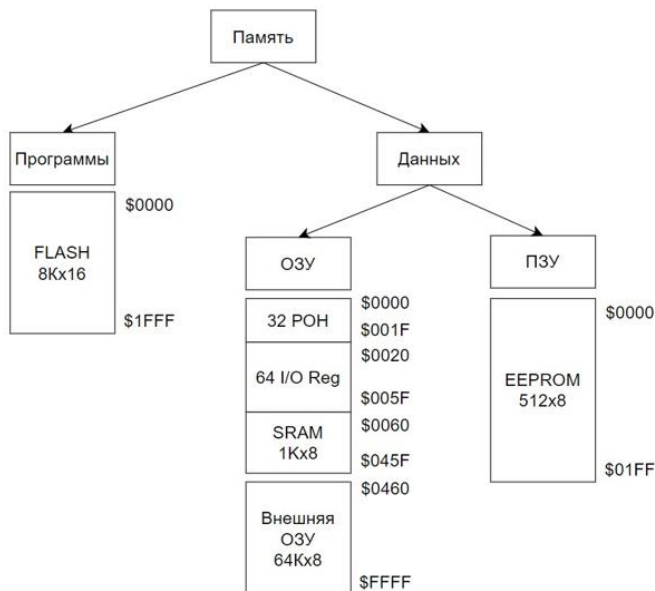 Память
Программы
Данных
FLASH
8Кx16
$0000
$1FFF
ОЗУ
ПЗУ
32 РОН
$0000
$001F
64 I/O Reg
$0020
$005F
SRAM
1Kx8
$0060
$045F
Внешняя
ОЗУ
64Кx8
$0460
$FFFF
EEPROM
512x8
$0000
$01FF